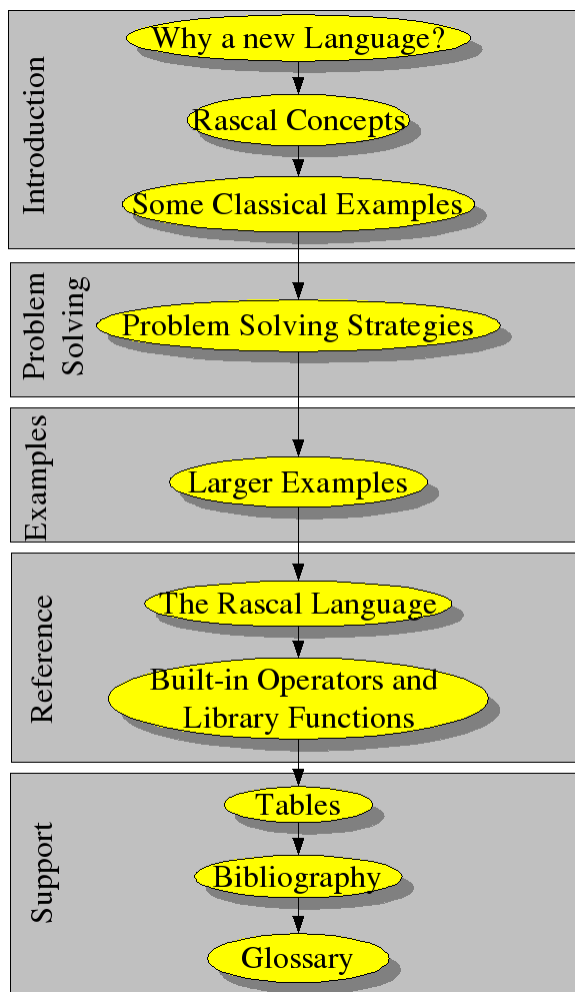 Introduction
Why a new Language?
Rascal Concepts
Some Classical Examples
Problem
Solving
Problem Solving Strategies
Examples
Larger Examples
Reference
The Rascal Language
Built-in Operators and
Library Functions
Support
Tables
Bibliography
Glossary